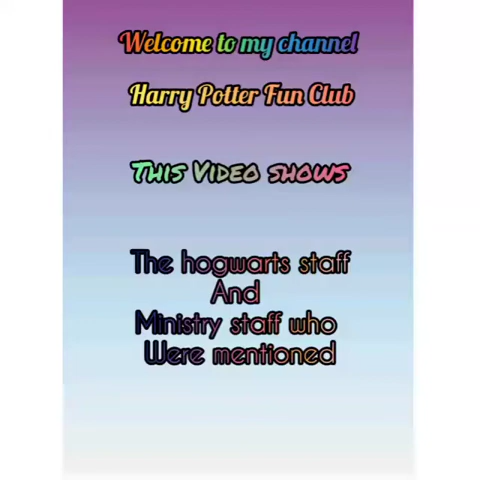 Welcome to my channel
Harry Potter Fun Club
This Video shows
The hogwarts staff
And
Ministry staff who
Were mentioned